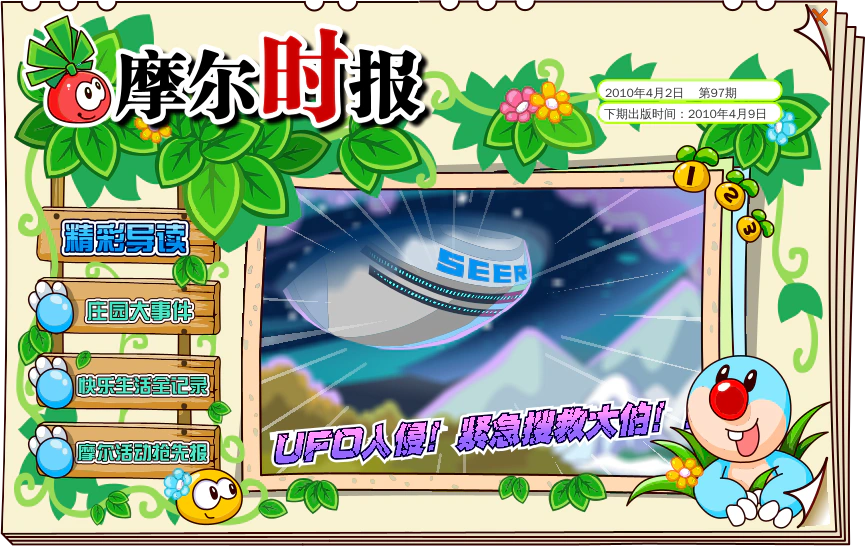 摩尔时报
2010年4月2日 第97期
下期出版时间：2010年4月9日
1
2
3
精彩导读
SEER
庄园大事件
快乐生活全记录
UFO入侵！紧急搜救大伯！
摩尔活动抢先报